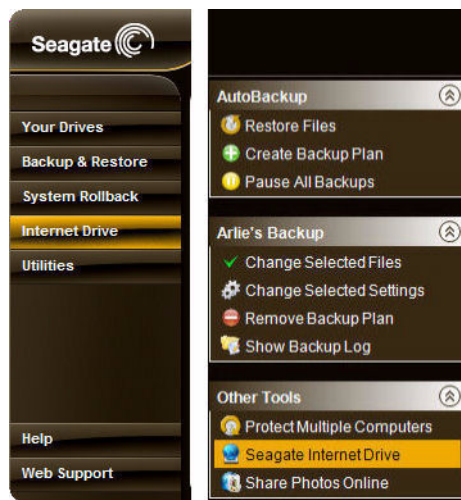 Seagate
Your Drives
Backup & Restore
System Rollback
Internet Drive
Utilities
Help
Web Support
AutoBackup
Restore Files
Create Backup Plan
Pause All Backups
Arlie's Backup
Change Selected Files
Change Selected Settings
Remove Backup Plan
Show Backup Log
Other Tools
Protect Multiple Computers
Seagate Internet Drive
Share Photos Online